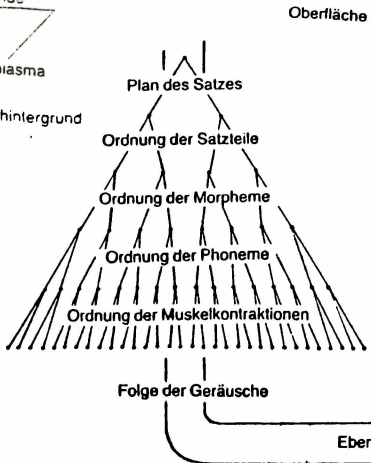 Oberfläche
hintergrund
Plan des Satzes
Ordnung der Satzteile
Ordnung der Morpheme
Ordnung der Phoneme
Ordnung der Muskelkontraktionen
Folge der Geräusche